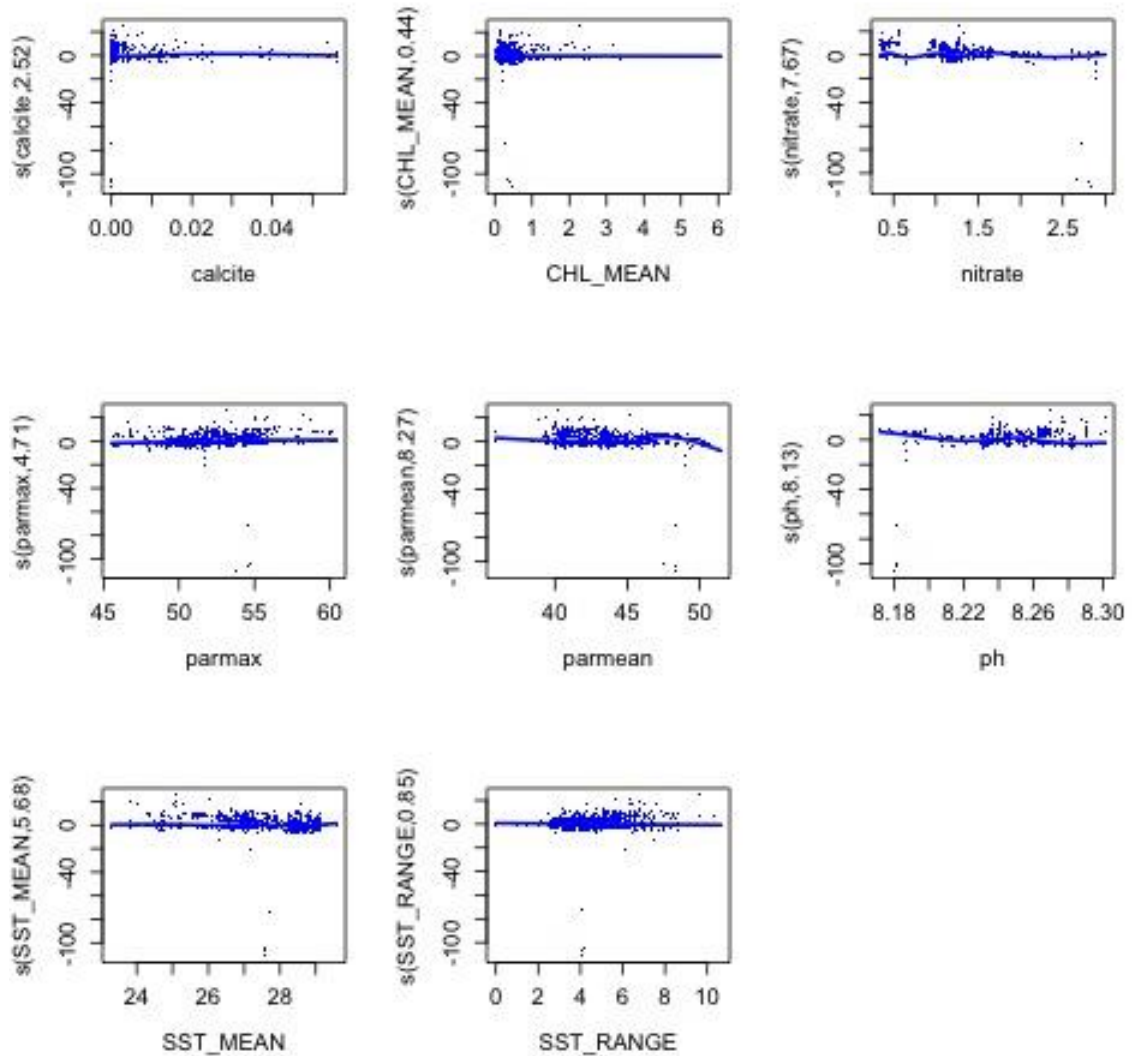 s(calcite,2.52)
0
-40
-100
0.00 0.02 0.04
calcite
s(CHL_MEAN,0.44)
0
-40
-100
0 1 2 3 4 5 6
CHL_MEAN
s(nitrate,7.67)
0
-40
-100
0.5 1.5 2.5
nitrate
s(parmax,4.71)
0
-40
-100
45 50 55 60
parmax
s(parmean,8.27)
0
-40
-100
40 45 50
parmean
s(ph,8.13)
0
-40
-100
8.18 8.22 8.26 8.30
ph
s(SST_MEAN,5.68)
0
-40
-100
24 26 28
SST_MEAN
s(SST_RANGE,0.85)
0
-40
-100
0 2 4 6 8 10
SST_RANGE